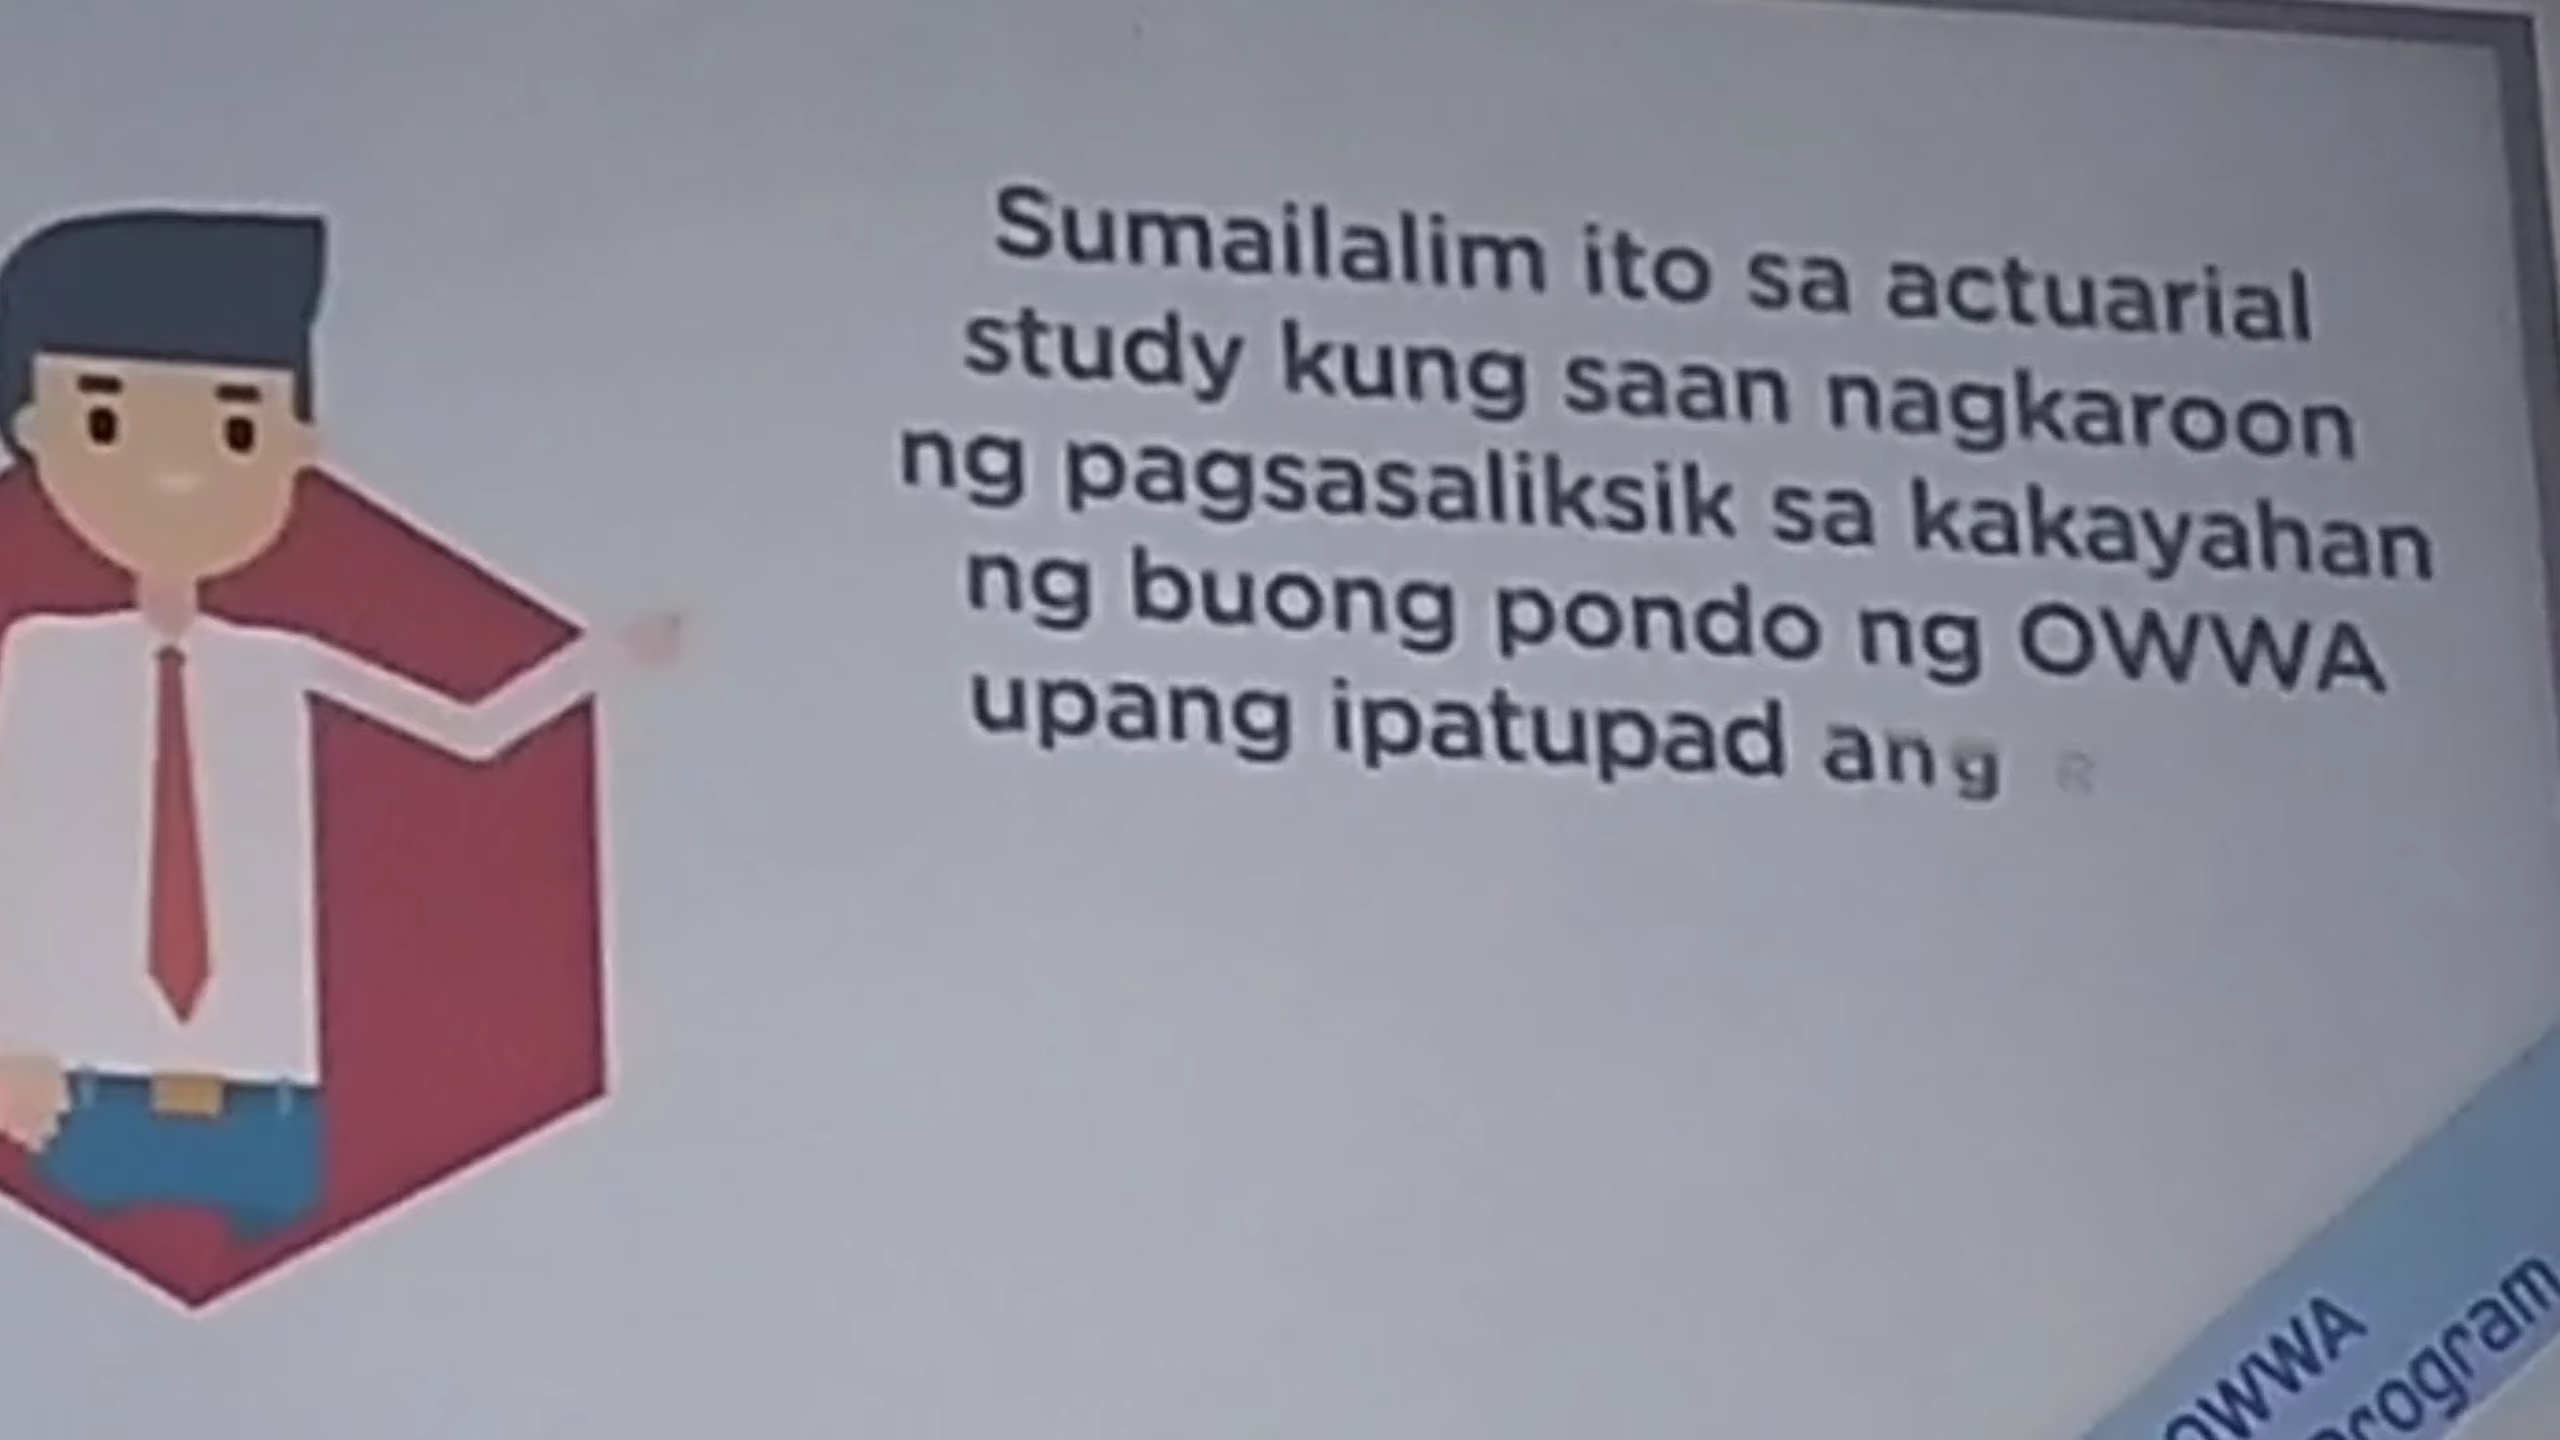 Sumailalim ito sa actuarial
study kung saan nagkaroon
ng pagsasaliksik sa kakayahan
ng buong pondo ng OWWA
upang ipatupad ang R
OWWA